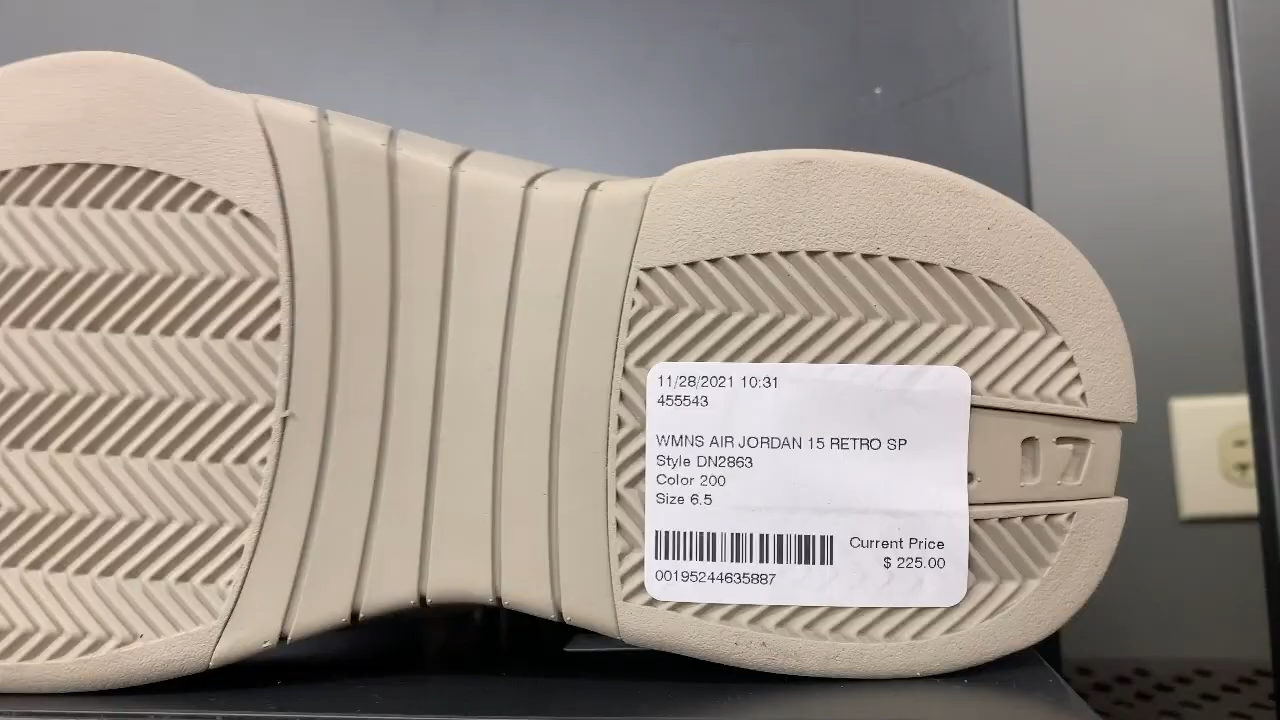 11/28/2021 10:31
455543
WMNS AIR JORDAN 15 RETRO SP
Style DN2863
Color 200
Size 6.5
Current Price
$ 225.00
00195244635887